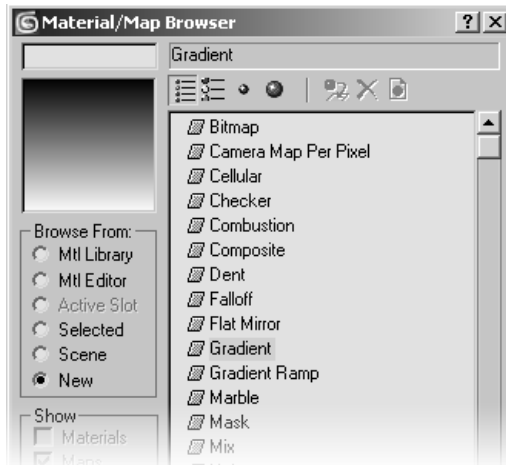 Material/Map Browser
Gradient
Bitmap
Camera Map Per Pixel
Cellular
Checker
Combustion
Composite
Dent
Falloff
Flat Mirror
Gradient
Gradient Ramp
Marble
Mask
Mix
Browse From:
Mtl Library
Mtl Editor
Active Slot
Selected
Scene
New
Show
Materials
Maps